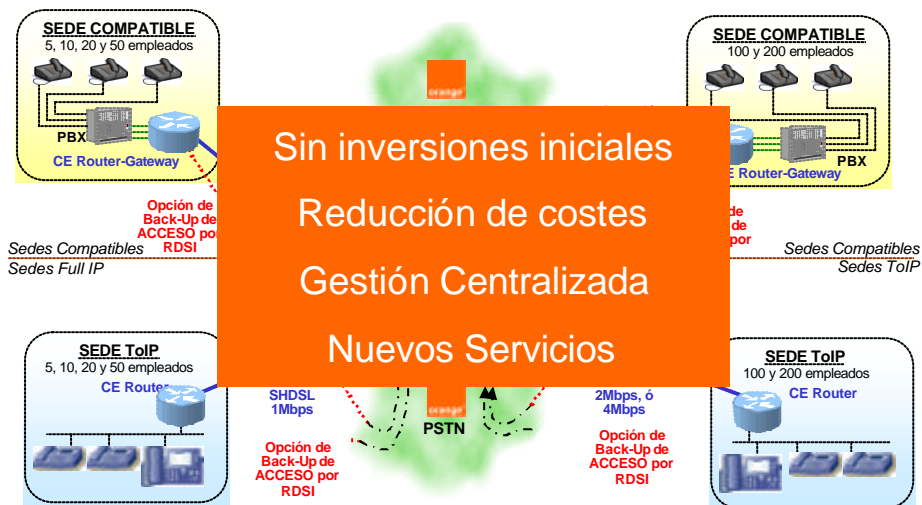 SEDE COMPATIBLE
5, 10, 20 y 50 empleados
PBX
CE Router-Gateway
SEDE COMPATIBLE
100 y 200 empleados
PBX
Router-Gateway
orange
Sin inversiones iniciales
Reducción de costes
Gestión Centralizada
Nuevos Servicios
Opción de
Back-Up de
ACCESO por
RDSI
de
de
por
Sedes Compatibles
Sedes Full IP
Sedes Compatibles
Sedes ToIP
SEDE ToIP
5, 10, 20 y 50 empleados
CE Router
SHDSL
1Mbps
Opción de
Back-Up de
ACCESO por
RDSI
orange
PSTN
2Mbps, ó
4Mbps
Opción de
Back-Up de
ACCESO por
RDSI
SEDE ToIP
100 y 200 empleados
CE Router